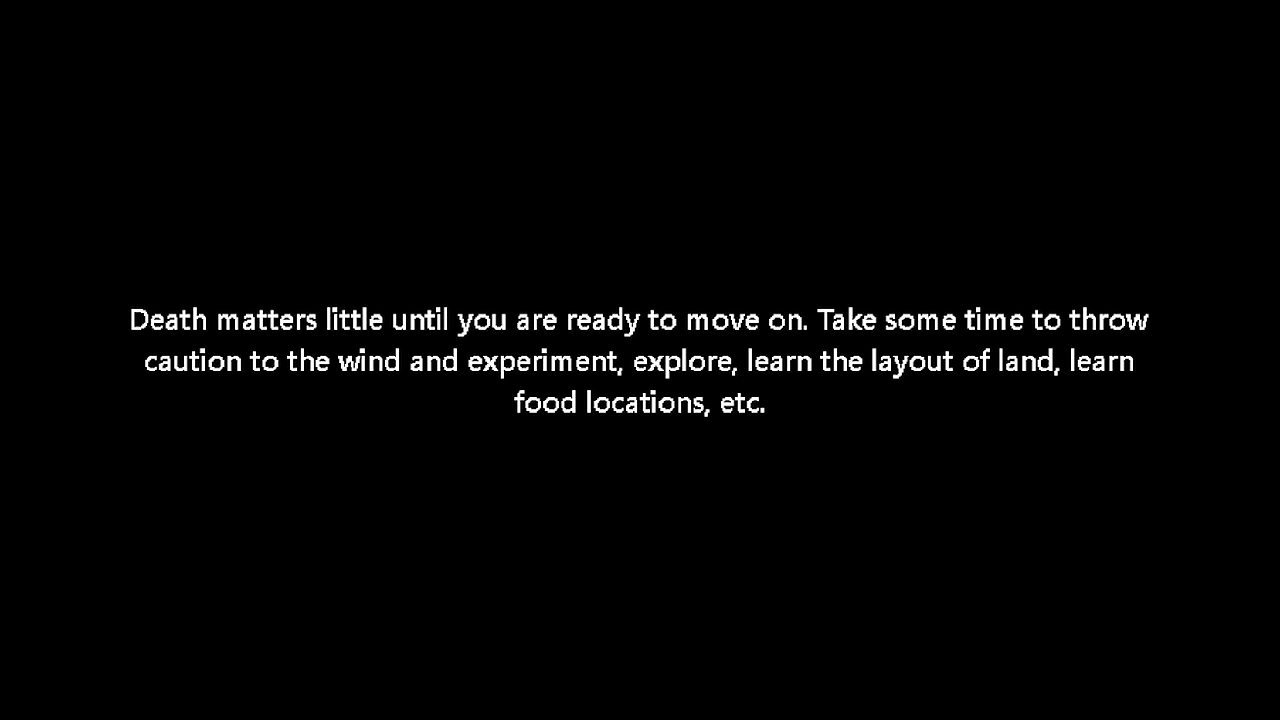 Death matters little until you are ready to move on. Take some time to throw
caution to the wind and experiment, explore, learn the layout of land, learn
food locations, etc.